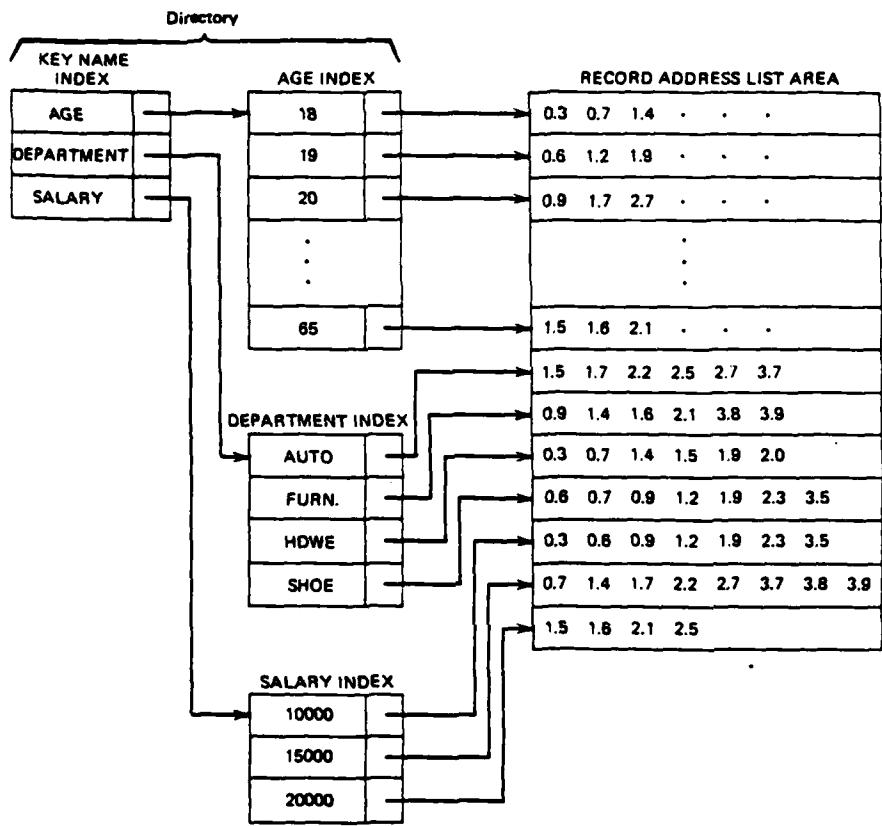 Directory
KEY NAME INDEX
AGE
DEPARTMENT
SALARY
AGE INDEX
18
19
20
65
DEPARTMENT INDEX
AUTO
FURN.
HDWE
SHOE
SALARY INDEX
10000
15000
20000
RECORD ADDRESS LIST AREA
0.3 0.7 1.4 . . .
0.6 1.2 1.9 . . .
0.9 1.7 2.7 . . .
1.5 1.6 2.1 . . .
1.5 1.7 2.2 2.5 2.7 3.7
0.9 1.4 1.6 2.1 3.8 3.9
0.3 0.7 1.4 1.5 1.9 2.0
0.6 0.7 0.9 1.2 1.9 2.3 3.5
0.3 0.6 0.9 1.2 1.9 2.3 3.5
0.7 1.4 1.7 2.2 2.7 3.7 3.8 3.9
1.5 1.6 2.1 2.5